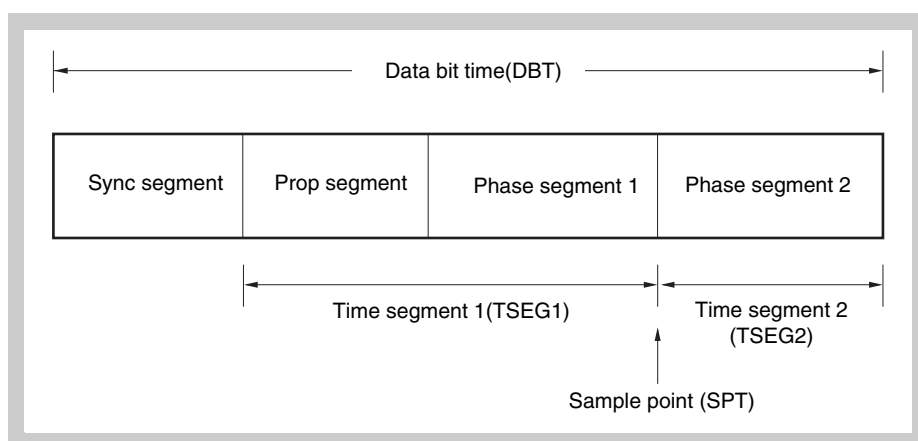 Data bit time(DBT)
Sync segment
Prop segment
Phase segment 1
Phase segment 2
Time segment 1(TSEG1)
Time segment 2
(TSEG2)
Sample point (SPT)